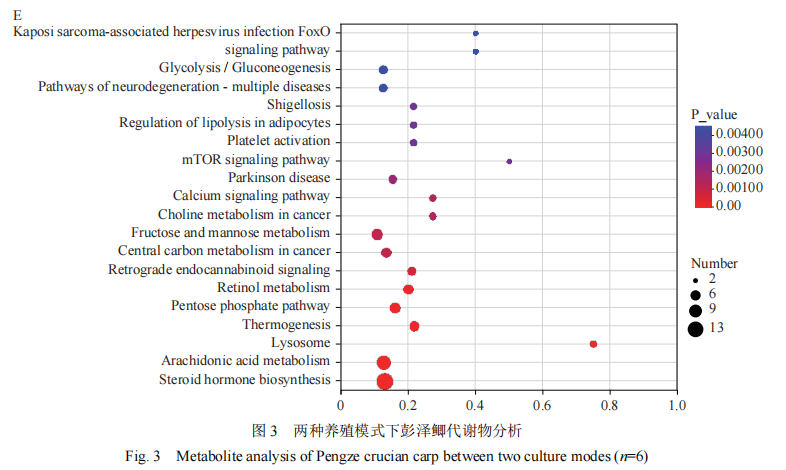 E
Kaposi sarcoma-associated herpesvirus infection FoxO
signaling pathway
Glycolysis / Gluconeogenesis
Pathways of neurodegeneration - multiple diseases
Shigellosis
Regulation of lipolysis in adipocytes
Platelet activation
mTOR signaling pathway
Parkinson disease
Calcium signaling pathway
Choline metabolism in cancer
Fructose and mannose metabolism
Central carbon metabolism in cancer
Retrograde endocannabinoid signaling
Retinol metabolism
Pentose phosphate pathway
Thermogenesis
Lysosome
Arachidonic acid metabolism
Steroid hormone biosynthesis
0 0.2 0.4 0.6 0.8 1.0
P_value
0.00400
0.00300
0.00200
0.00100
0.00
Number
2
6
9
13
图 3 两种养殖模式下彭泽鲫代谢物分析
Fig. 3 Metabolite analysis of Pengze crucian carp between two culture modes (n=6)